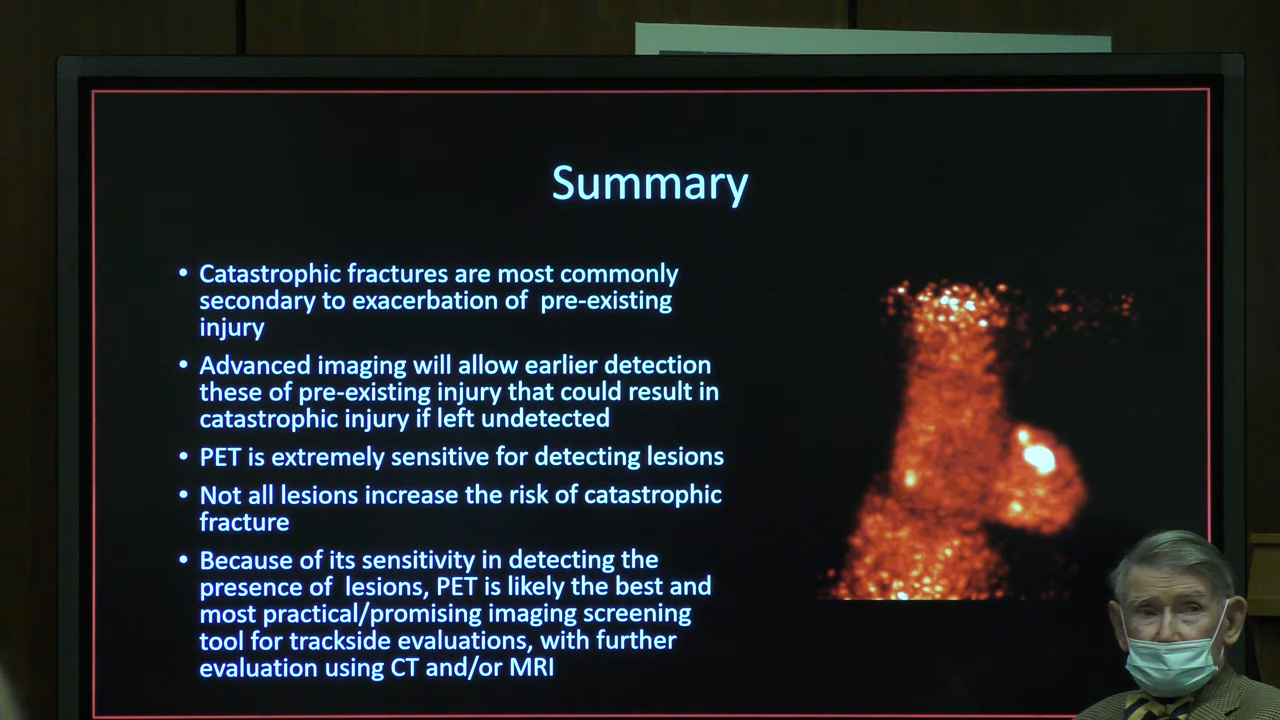 Summary
• Catastrophic fractures are most commonly
secondary to exacerbation of pre-existing
injury
• Advanced imaging will allow earlier detection
these of pre-existing injury that could result in
catastrophic injury if left undetected
• PET is extremely sensitive for detecting lesions
• Not all lesions increase the risk of catastrophic
fracture
• Because of its sensitivity in detecting the
presence of lesions, PET is likely the best and
most practical/promising imaging screening
tool for trackside evaluations, with further
evaluation using CT and/or MRI